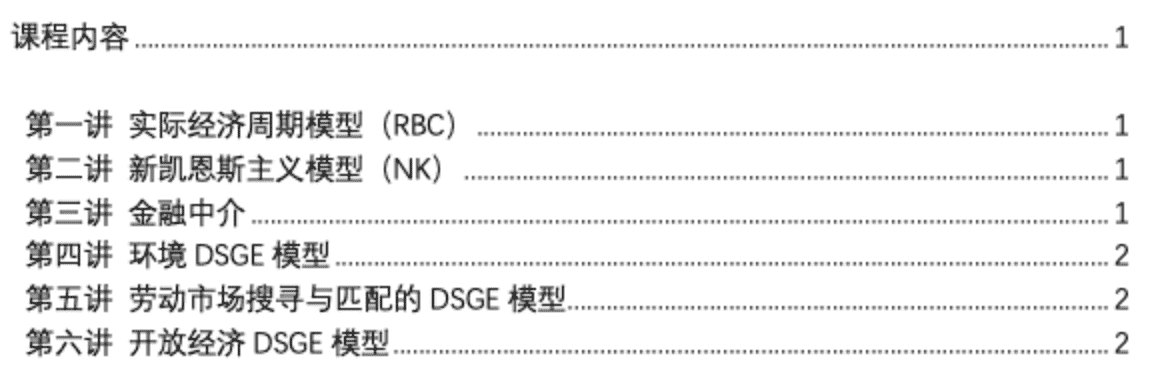 课程内容 1
第一讲 实际经济周期模型（RBC） 1
第二讲 新凯恩斯主义模型（NK） 1
第三讲 金融中介 1
第四讲 环境 DSGE 模型 2
第五讲 劳动市场搜寻与匹配的 DSGE 模型 2
第六讲 开放经济 DSGE 模型 2